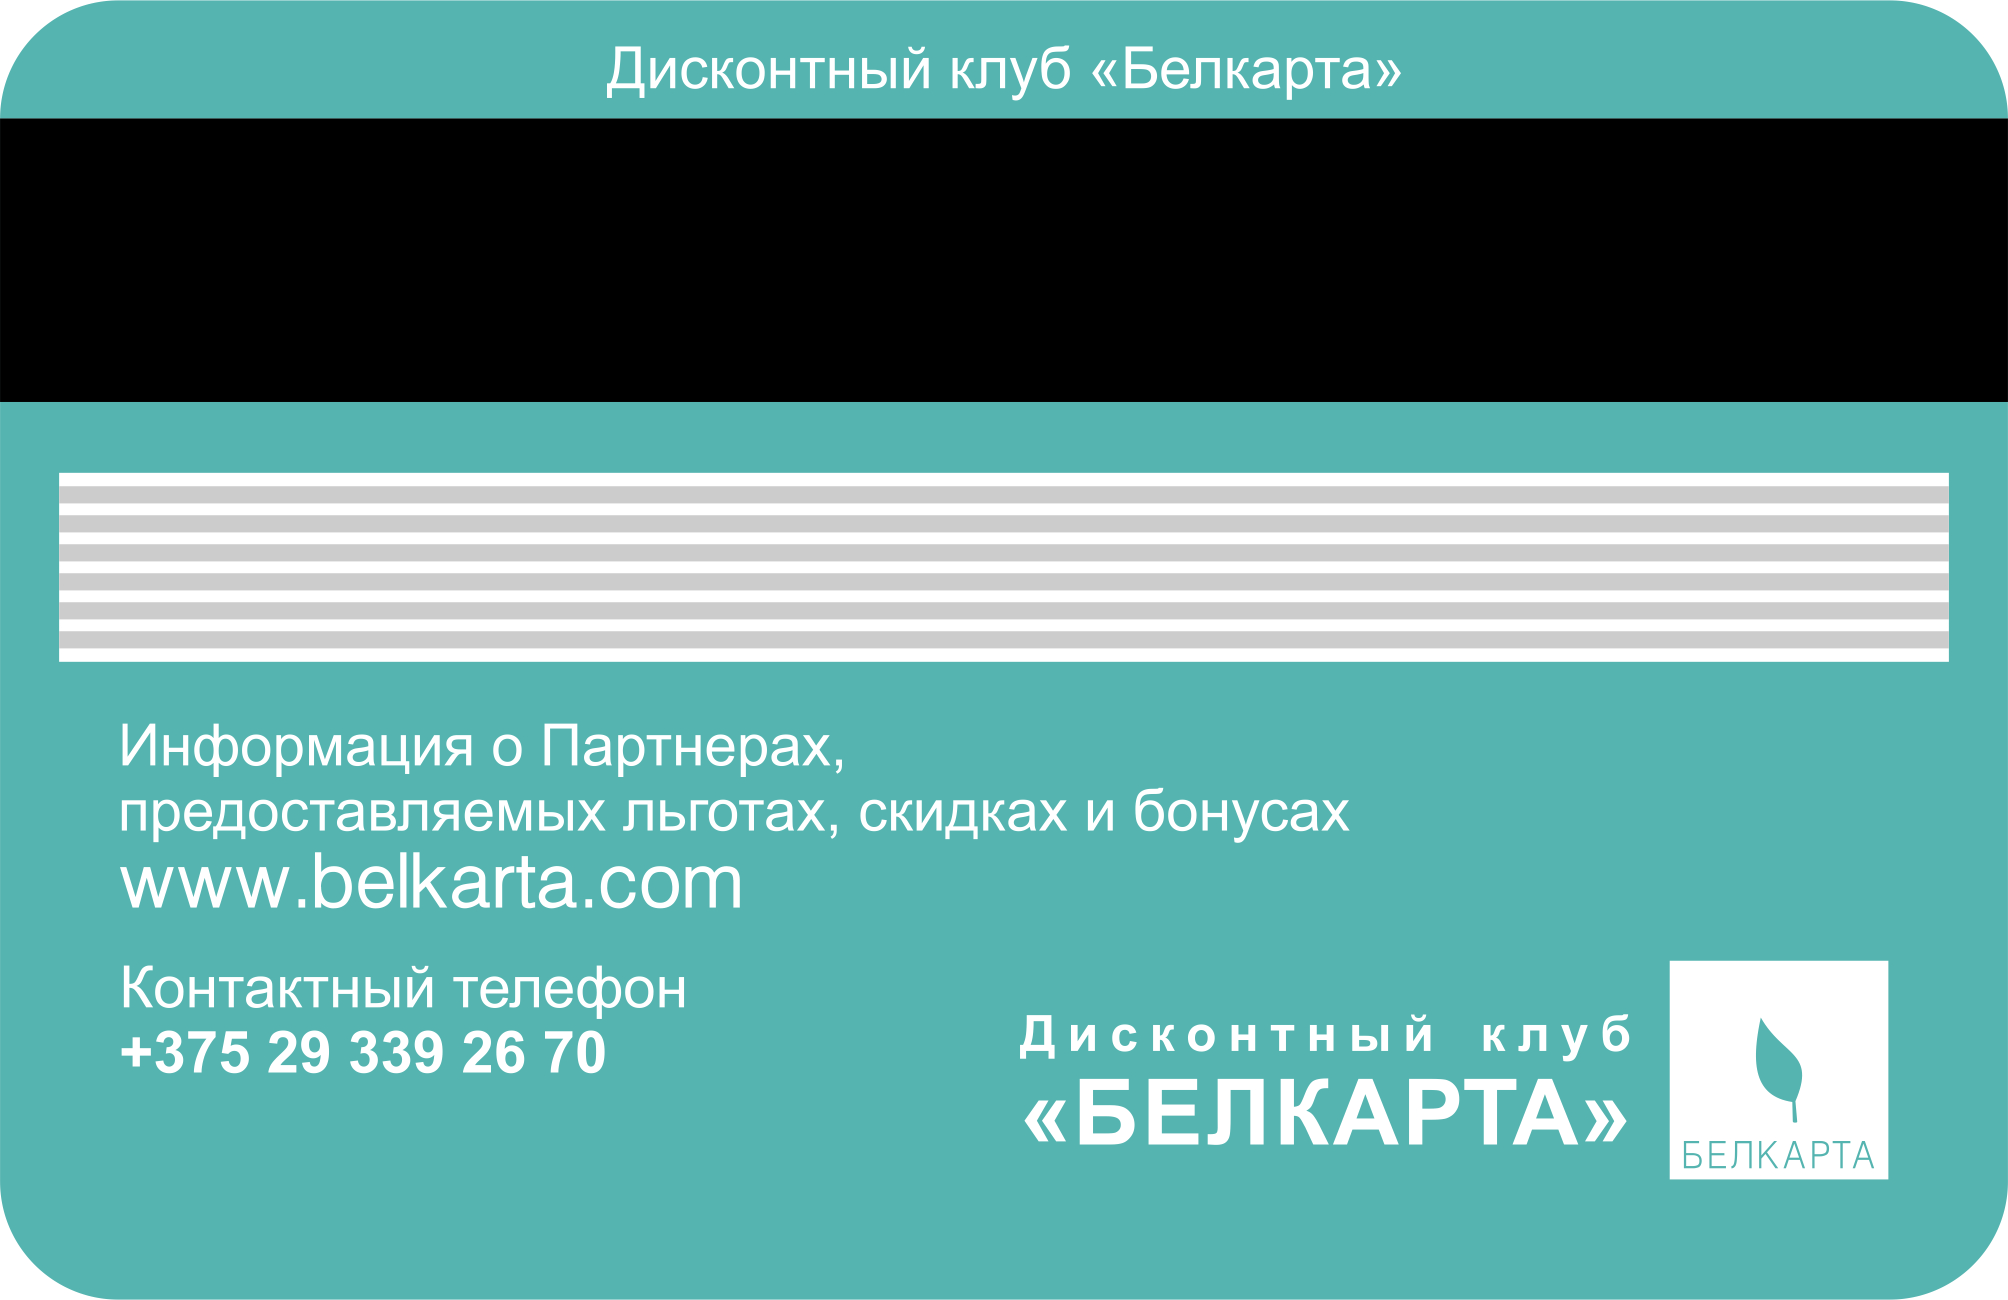 Дисконтный клуб «Белкарта»
Информация о Партнерах,
предоставляемых льготах, скидках и бонусах
www.belkarta.com
Контактный телефон
+375 29 339 26 70
Дисконтный клуб
«БЕЛКАРТА»
БЕЛКАРТА